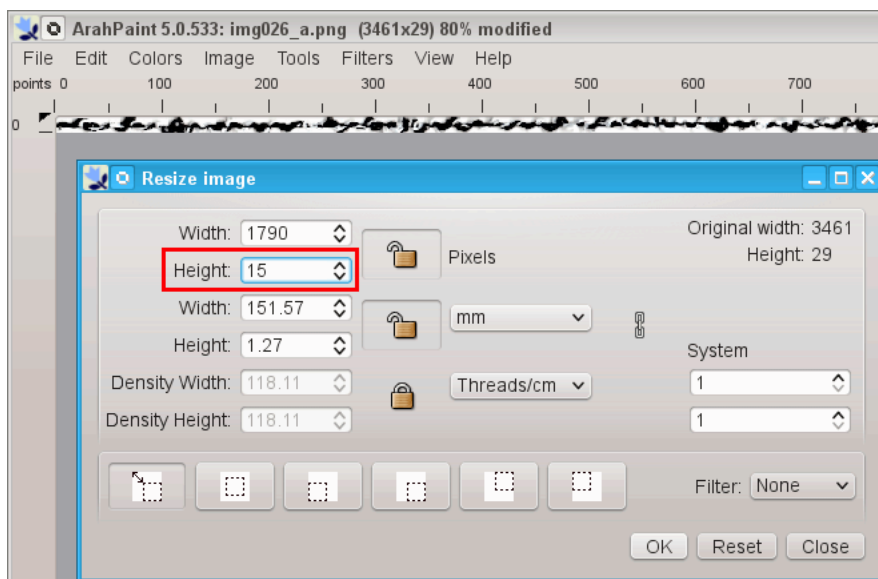 ArahPaint 5.0.533: img026_a.png (3461x29) 80% modified
File Edit Colors Image Tools Filters View Help
points 0 100 200 300 400 500 600 700
0
Resize image
Width: 1790
Original width: 3461
Height: 15
Pixels
Height: 29
Width: 151.57
mm
Height: 1.27
System
Density Width: 118.11
Threads/cm
1
Density Height: 118.11
1
Filter: None
OK Reset Close